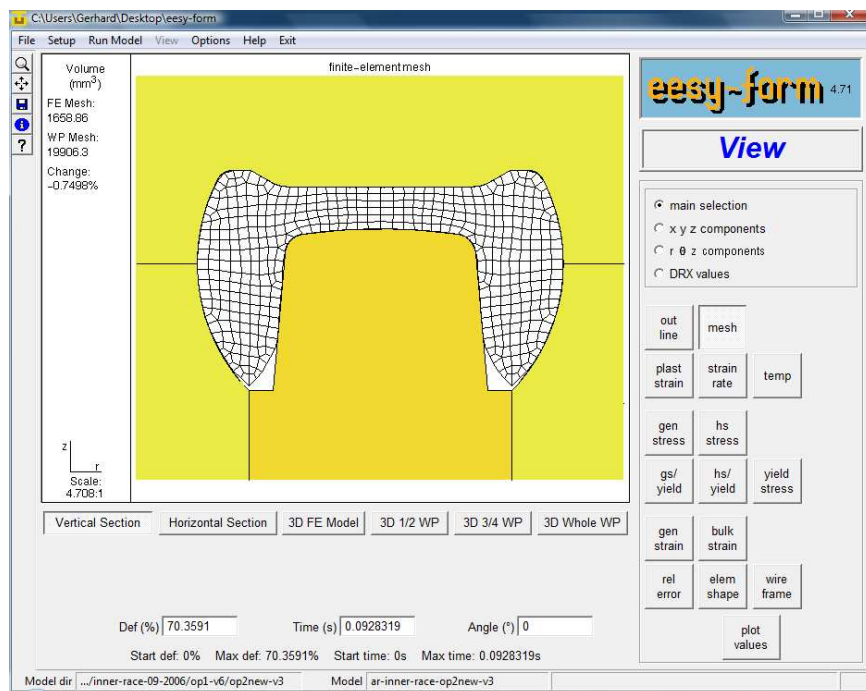 C:\Users\Gerhard\Desktop\eesy-form
File Setup Run Model View Options Help Exit
Volume
(mm³)
FE Mesh:
1658.86
WP Mesh:
19906.3
Change:
-0.7498%
finite-element mesh
z
r
Scale:
4.708:1
eesy-form 4.71
View
main selection
x y z components
r θ z components
DRX values
out
line
mesh
plast
strain
strain
rate
temp
gen
stress
hs
stress
gs/
yield
hs/
yield
yield
stress
gen
strain
bulk
strain
rel
error
elem
shape
wire
frame
plot
values
Vertical Section Horizontal Section 3D FE Model 3D 1/2 WP 3D 3/4 WP 3D Whole WP
Def (%) 70.3591 Time (s) 0.0928319 Angle (°) 0
Start def: 0% Max def: 70.3591% Start time: 0s Max time: 0.0928319s
Model dir .../inner-race-09-2006/op1-v6/op2new-v3 Model ar-inner-race-op2new-v3